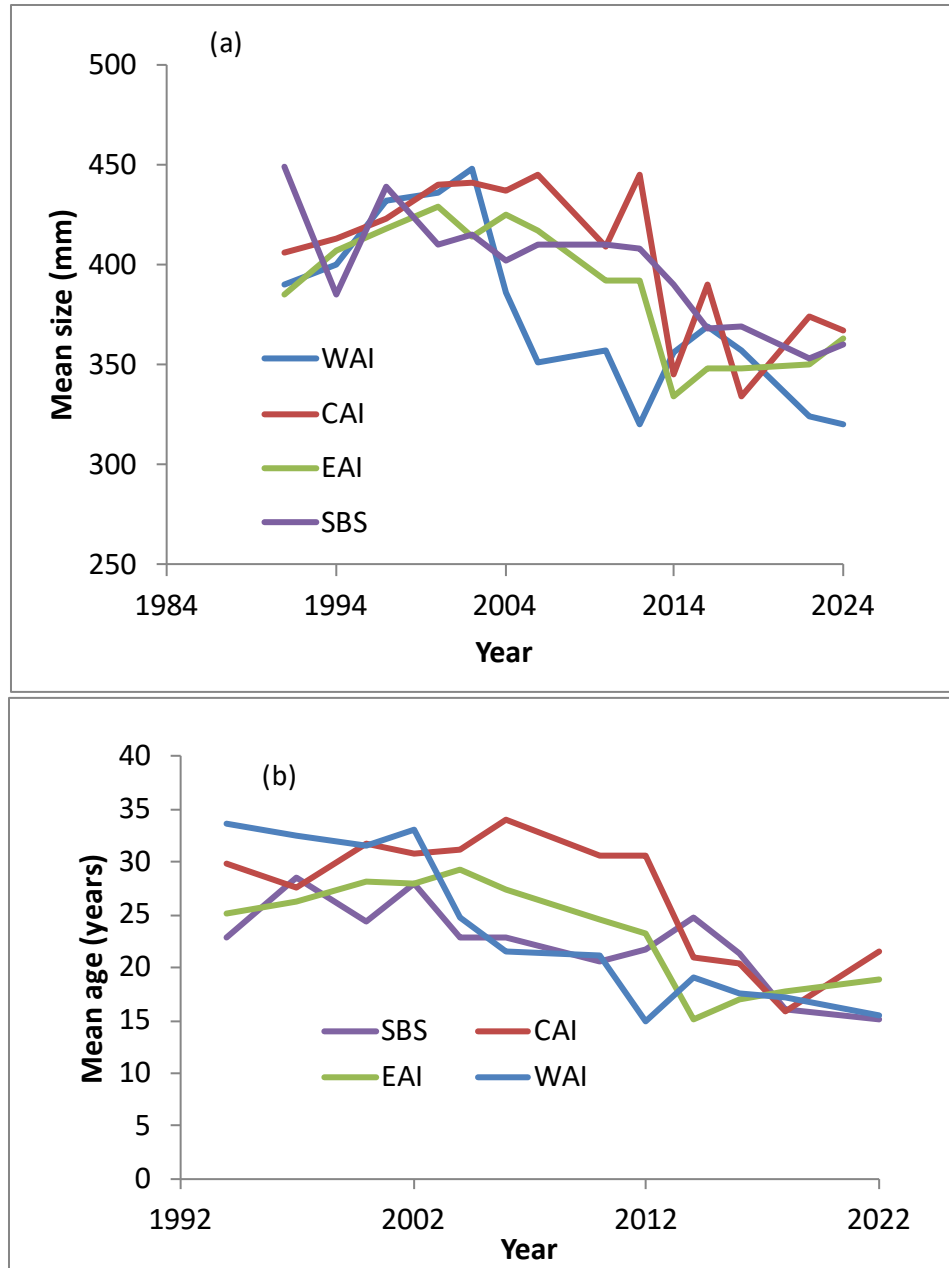 (a)
500
450
400
350
300
250
Mean size (mm)
WAI
CAI
EAI
SBS
1984 1994 2004 2014 2024
Year
(b)
40
35
30
25
20
15
10
5
0
Mean age (years)
SBS CAI
EAI WAI
1992 2002 2012 2022
Year